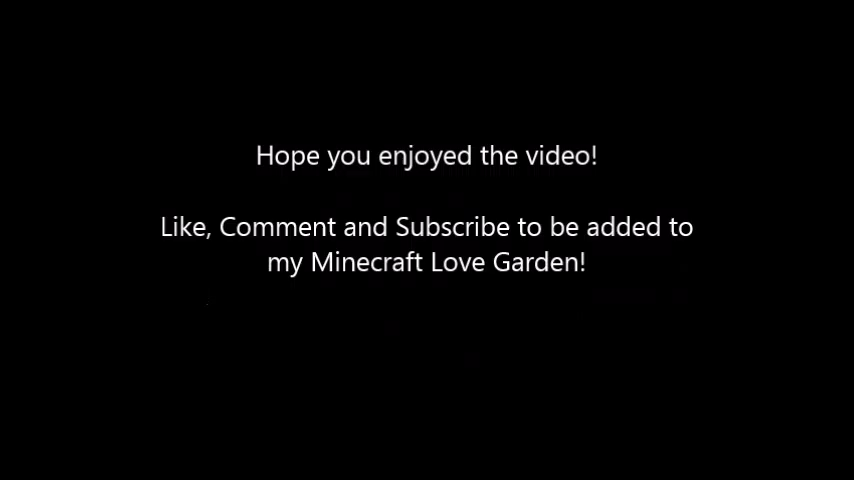 Hope you enjoyed the video!
Like, Comment and Subscribe to be added to
my Minecraft Love Garden!